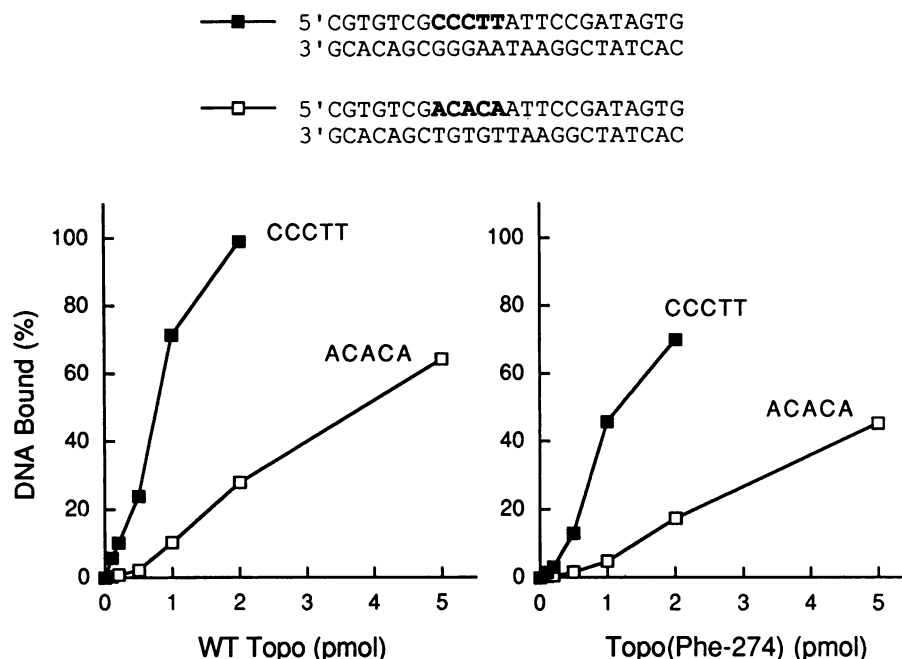 5'CGTGTCGCCCTTATTCCGATAGTG
3'GCACAGCGGGAATAAGGCTATCAC
5'CGTGTCGACACAATTCCGATAGTG
3'GCACAGCTGTGTTAAGGCTATCAC
DNA Bound (%)
100
80
60
40
20
0
CCCTT
ACACA
0 1 2 3 4 5
WT Topo (pmol)
100
80
60
40
20
0
CCCTT
ACACA
0 1 2 3 4 5
Topo(Phe-274) (pmol)